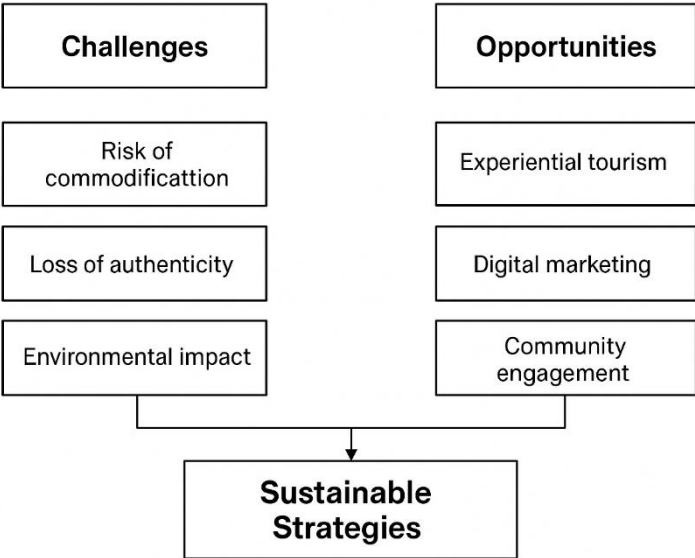 Challenges
Risk of
commodificattion
Loss of authenticity
Environmental impact
Opportunities
Experiential tourism
Digital marketing
Community
engagement
Sustainable
Strategies